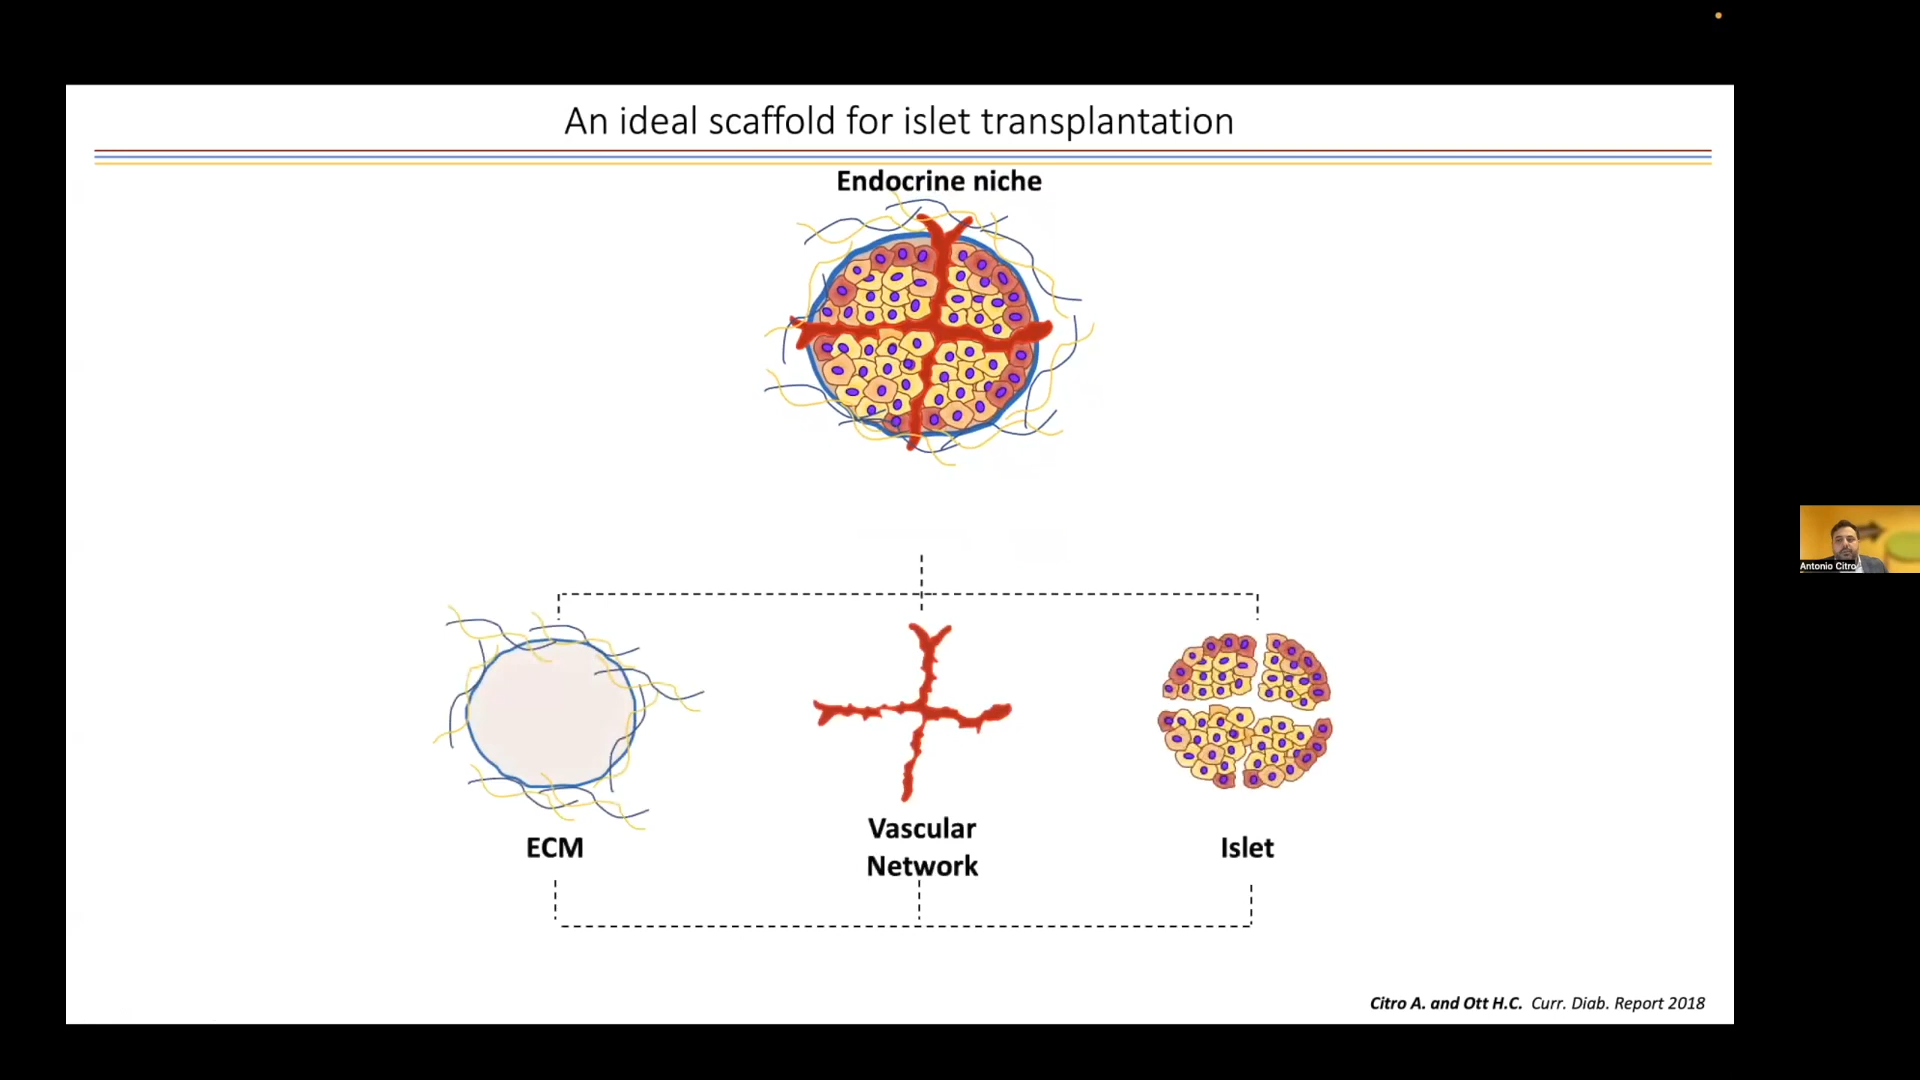 An ideal scaffold for islet transplantation
Endocrine niche
ECM
Vascular
Network
Islet
Citro A. and Ott H.C. Curr. Diab. Report 2018
Antonio Citro